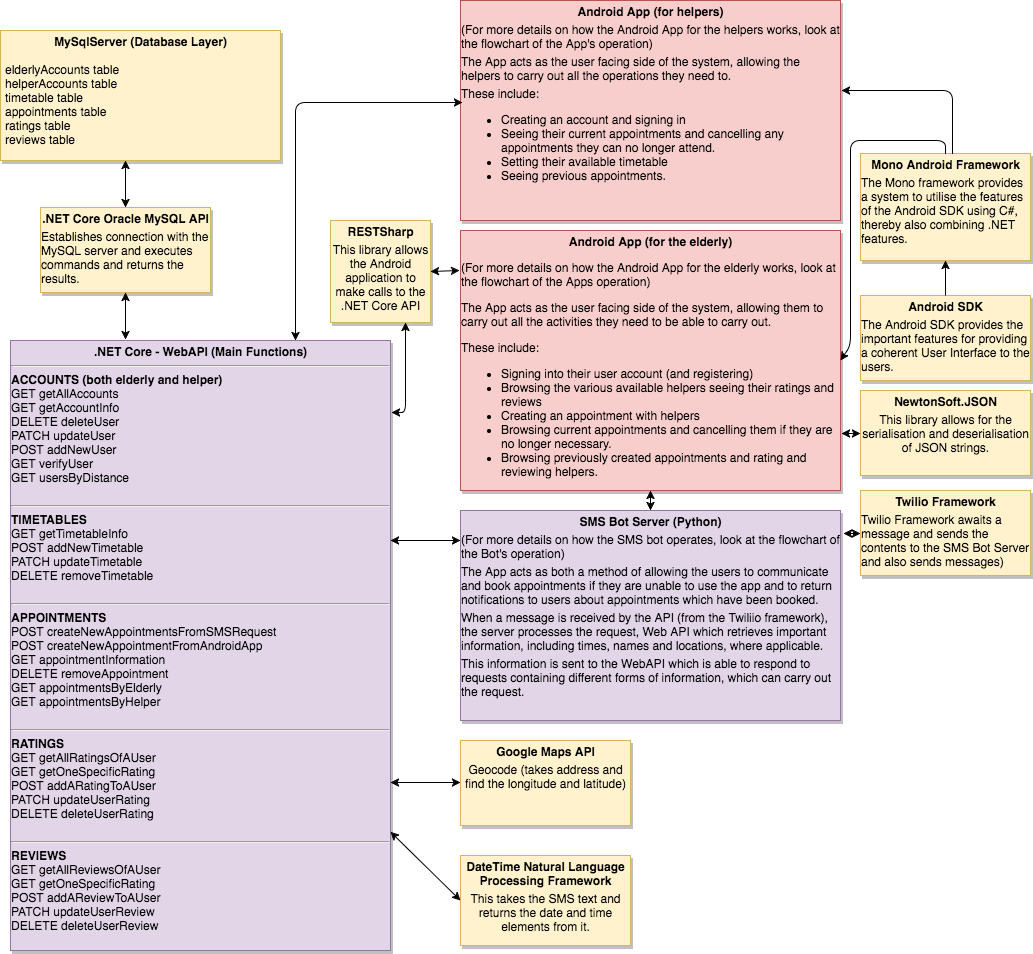 MySqlServer (Database Layer)
elderlyAccounts table
helperAccounts table
timetable table
appointments table
ratings table
reviews table
.NET Core Oracle MySQL API
Establishes connection with the
MySQL server and executes
commands and returns the
results.
Android App (for helpers)
(For more details on how the Android App for the helpers works, look at
the flowchart of the App's operation)
The App acts as the user facing side of the system, allowing the
helpers to carry out all the operations they need to.
These include:
Creating an account and signing in
Seeing their current appointments and cancelling any
appointments they can no longer attend.
Setting their available timetable
Seeing previous appointments.
RESTSharp
This library allows
the Android
application to
make calls to the
.NET Core API
Android App (for the elderly)
(For more details on how the Android App for the elderly works, look at
the flowchart of the Apps operation)
The App acts as the user facing side of the system, allowing them to
carry out all the activities they need to be able to carry out.
These include:
Signing into their user account (and registering)
Browsing the various available helpers seeing their ratings and
reviews
Creating an appointment with helpers
Browsing current appointments and cancelling them if they are
no longer necessary.
Browsing previously created appointments and rating and
reviewing helpers.
Mono Android Framework
The Mono framework provides
a system to utilise the features
of the Android SDK using C#,
thereby also combining .NET
features.
Android SDK
The Android SDK provides the
important features for providing
a coherent User Interface to the
users.
NewtonSoft.JSON
This library allows for the
serialisation and deserialisation
of JSON strings.
Twilio Framework
Twilio Framework awaits a
message and sends the
contents to the SMS Bot Server
and also sends messages)
.NET Core - WebAPI (Main Functions)
ACCOUNTS (both elderly and helper)
GET getAllAccounts
GET getAccountInfo
DELETE deleteUser
PATCH updateUser
POST addNewUser
GET verifyUser
GET usersByDistance
TIMETABLES
GET getTimetableInfo
POST addNewTimetable
PATCH updateTimetable
DELETE removeTimetable
APPOINTMENTS
POST createNewAppointmentsFromSMSRequest
POST createNewAppointmentFromAndroidApp
GET appointmentInformation
DELETE removeAppointment
GET appointmentsByElderly
GET appointmentsByHelper
RATINGS
GET getAllRatingsOfAUser
GET getOneSpecificRating
POST addARatingToAUser
PATCH updateUserRating
DELETE deleteUserRating
REVIEWS
GET getAllReviewsOfAUser
GET getOneSpecificRating
POST addAReviewToAUser
PATCH updateUserReview
DELETE deleteUserReview
SMS Bot Server (Python)
(For more details on how the SMS bot operates, look at the flowchart of
the Bot's operation)
The App acts as both a method of allowing the users to communicate
and book appointments if they are unable to use the app and to return
notifications to users about appointments which have been booked.
When a message is received by the API (from the Twiliio framework),
the server processes the request, Web API which retrieves important
information, including times, names and locations, where applicable.
This information is sent to the WebAPI which is able to respond to
requests containing different forms of information, which can carry out
the request.
Google Maps API
Geocode (takes address and
find the longitude and latitude)
DateTime Natural Language
Processing Framework
This takes the SMS text and
returns the date and time
elements from it.